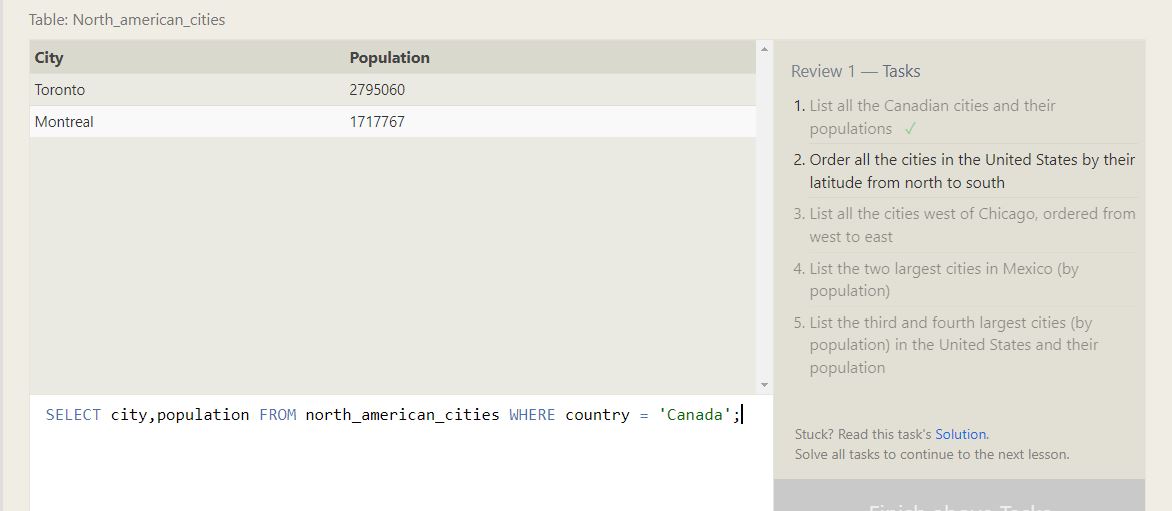 Table: North_american_cities
City Population
Toronto 2795060
Montreal 1717767
SELECT city,population FROM north_american_cities WHERE country = 'Canada';
Review 1 — Tasks
1. List all the Canadian cities and their
populations ✓
2. Order all the cities in the United States by their
latitude from north to south
3. List all the cities west of Chicago, ordered from
west to east
4. List the two largest cities in Mexico (by
population)
5. List the third and fourth largest cities (by
population) in the United States and their
population
Stuck? Read this task's Solution.
Solve all tasks to continue to the next lesson.
Finish above Tasks